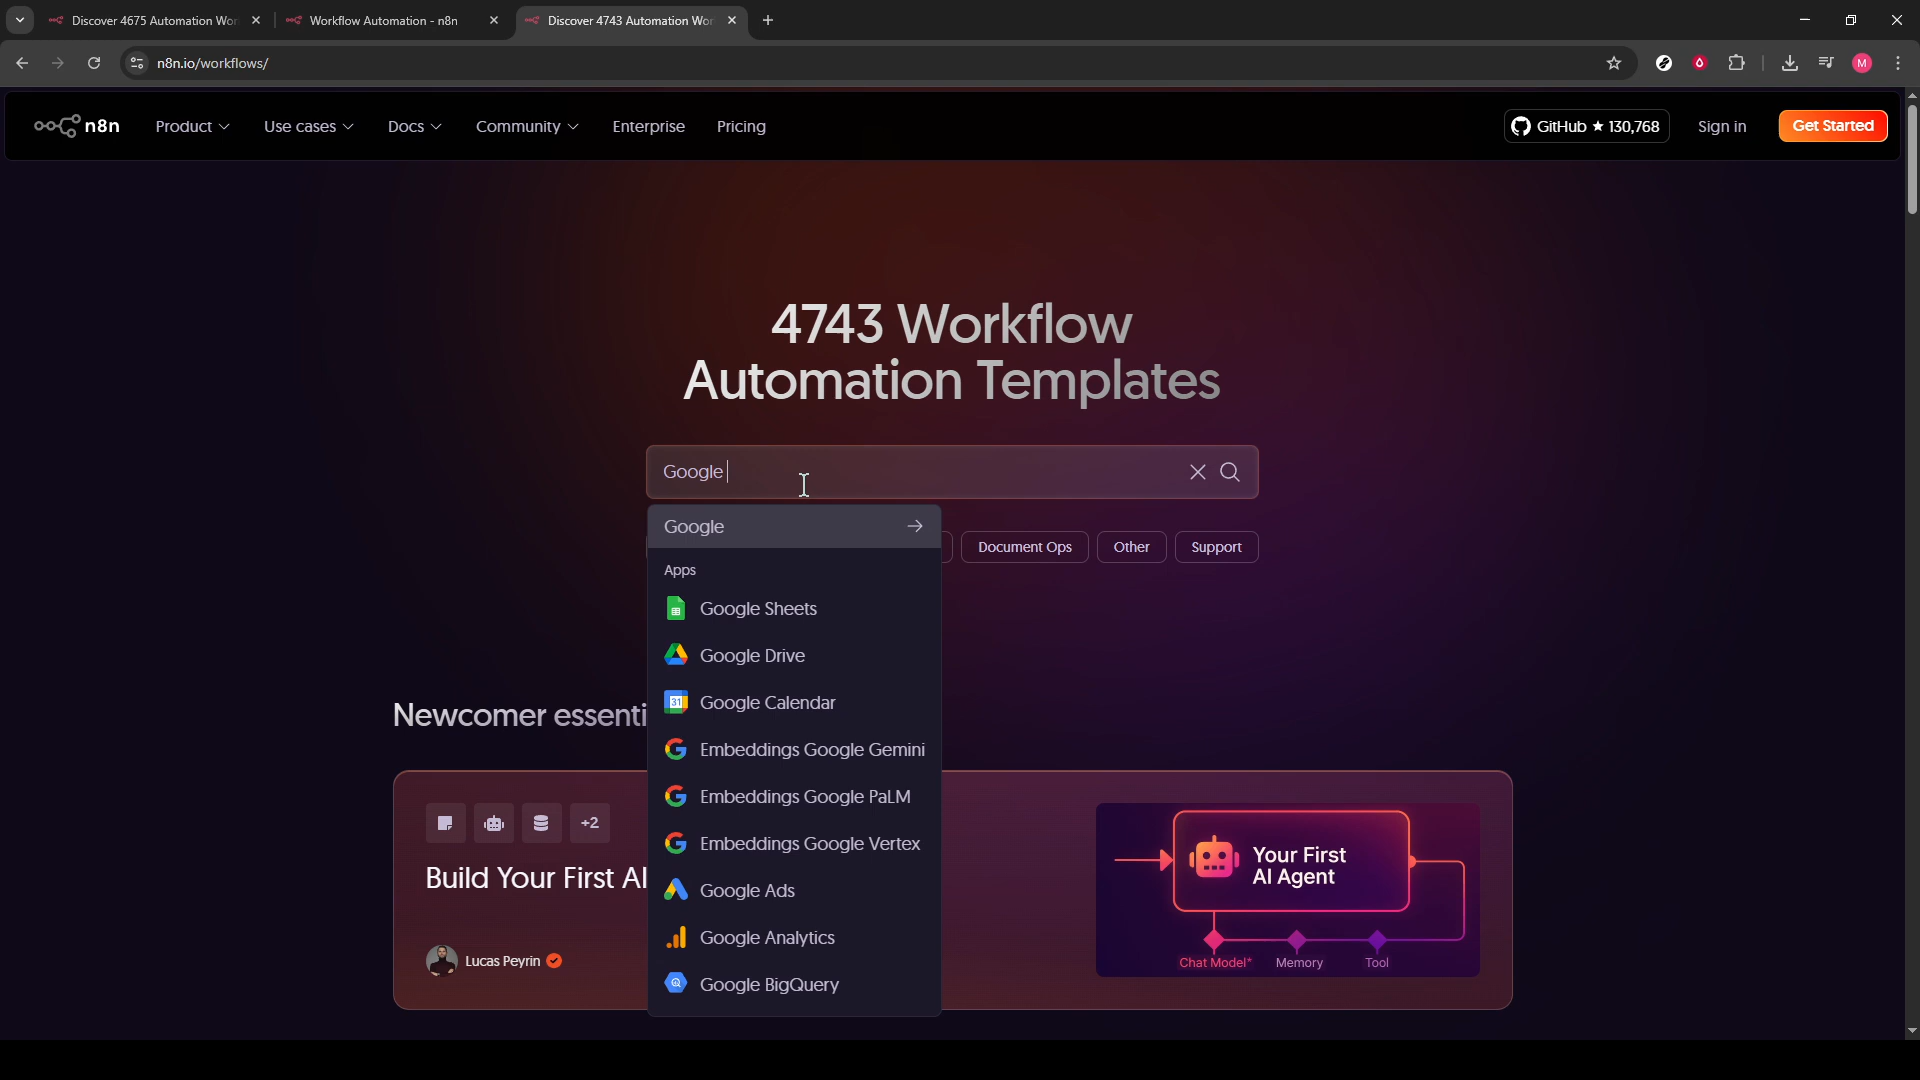 Discover 4675 Automation Wor
Workflow Automation - n8n
Discover 4743 Automation Wor
n8n.io/workflows/
M
n8n
Product
Use cases
Docs
Community
Enterprise
Pricing
GitHub ★ 130,768
Sign in
Get Started
4743 Workflow
Automation Templates
Google
Google
Document Ops
Other
Support
Apps
Google Sheets
Google Drive
31
Google Calendar
Newcomer essenti
Embeddings Google Gemini
Embeddings Google PaLM
Embeddings Google Vertex
Google Ads
Google Analytics
Google BigQuery
+2
Build Your First AI
Lucas Peyrin
Your First
AI Agent
Chat Model*
Memory
Tool